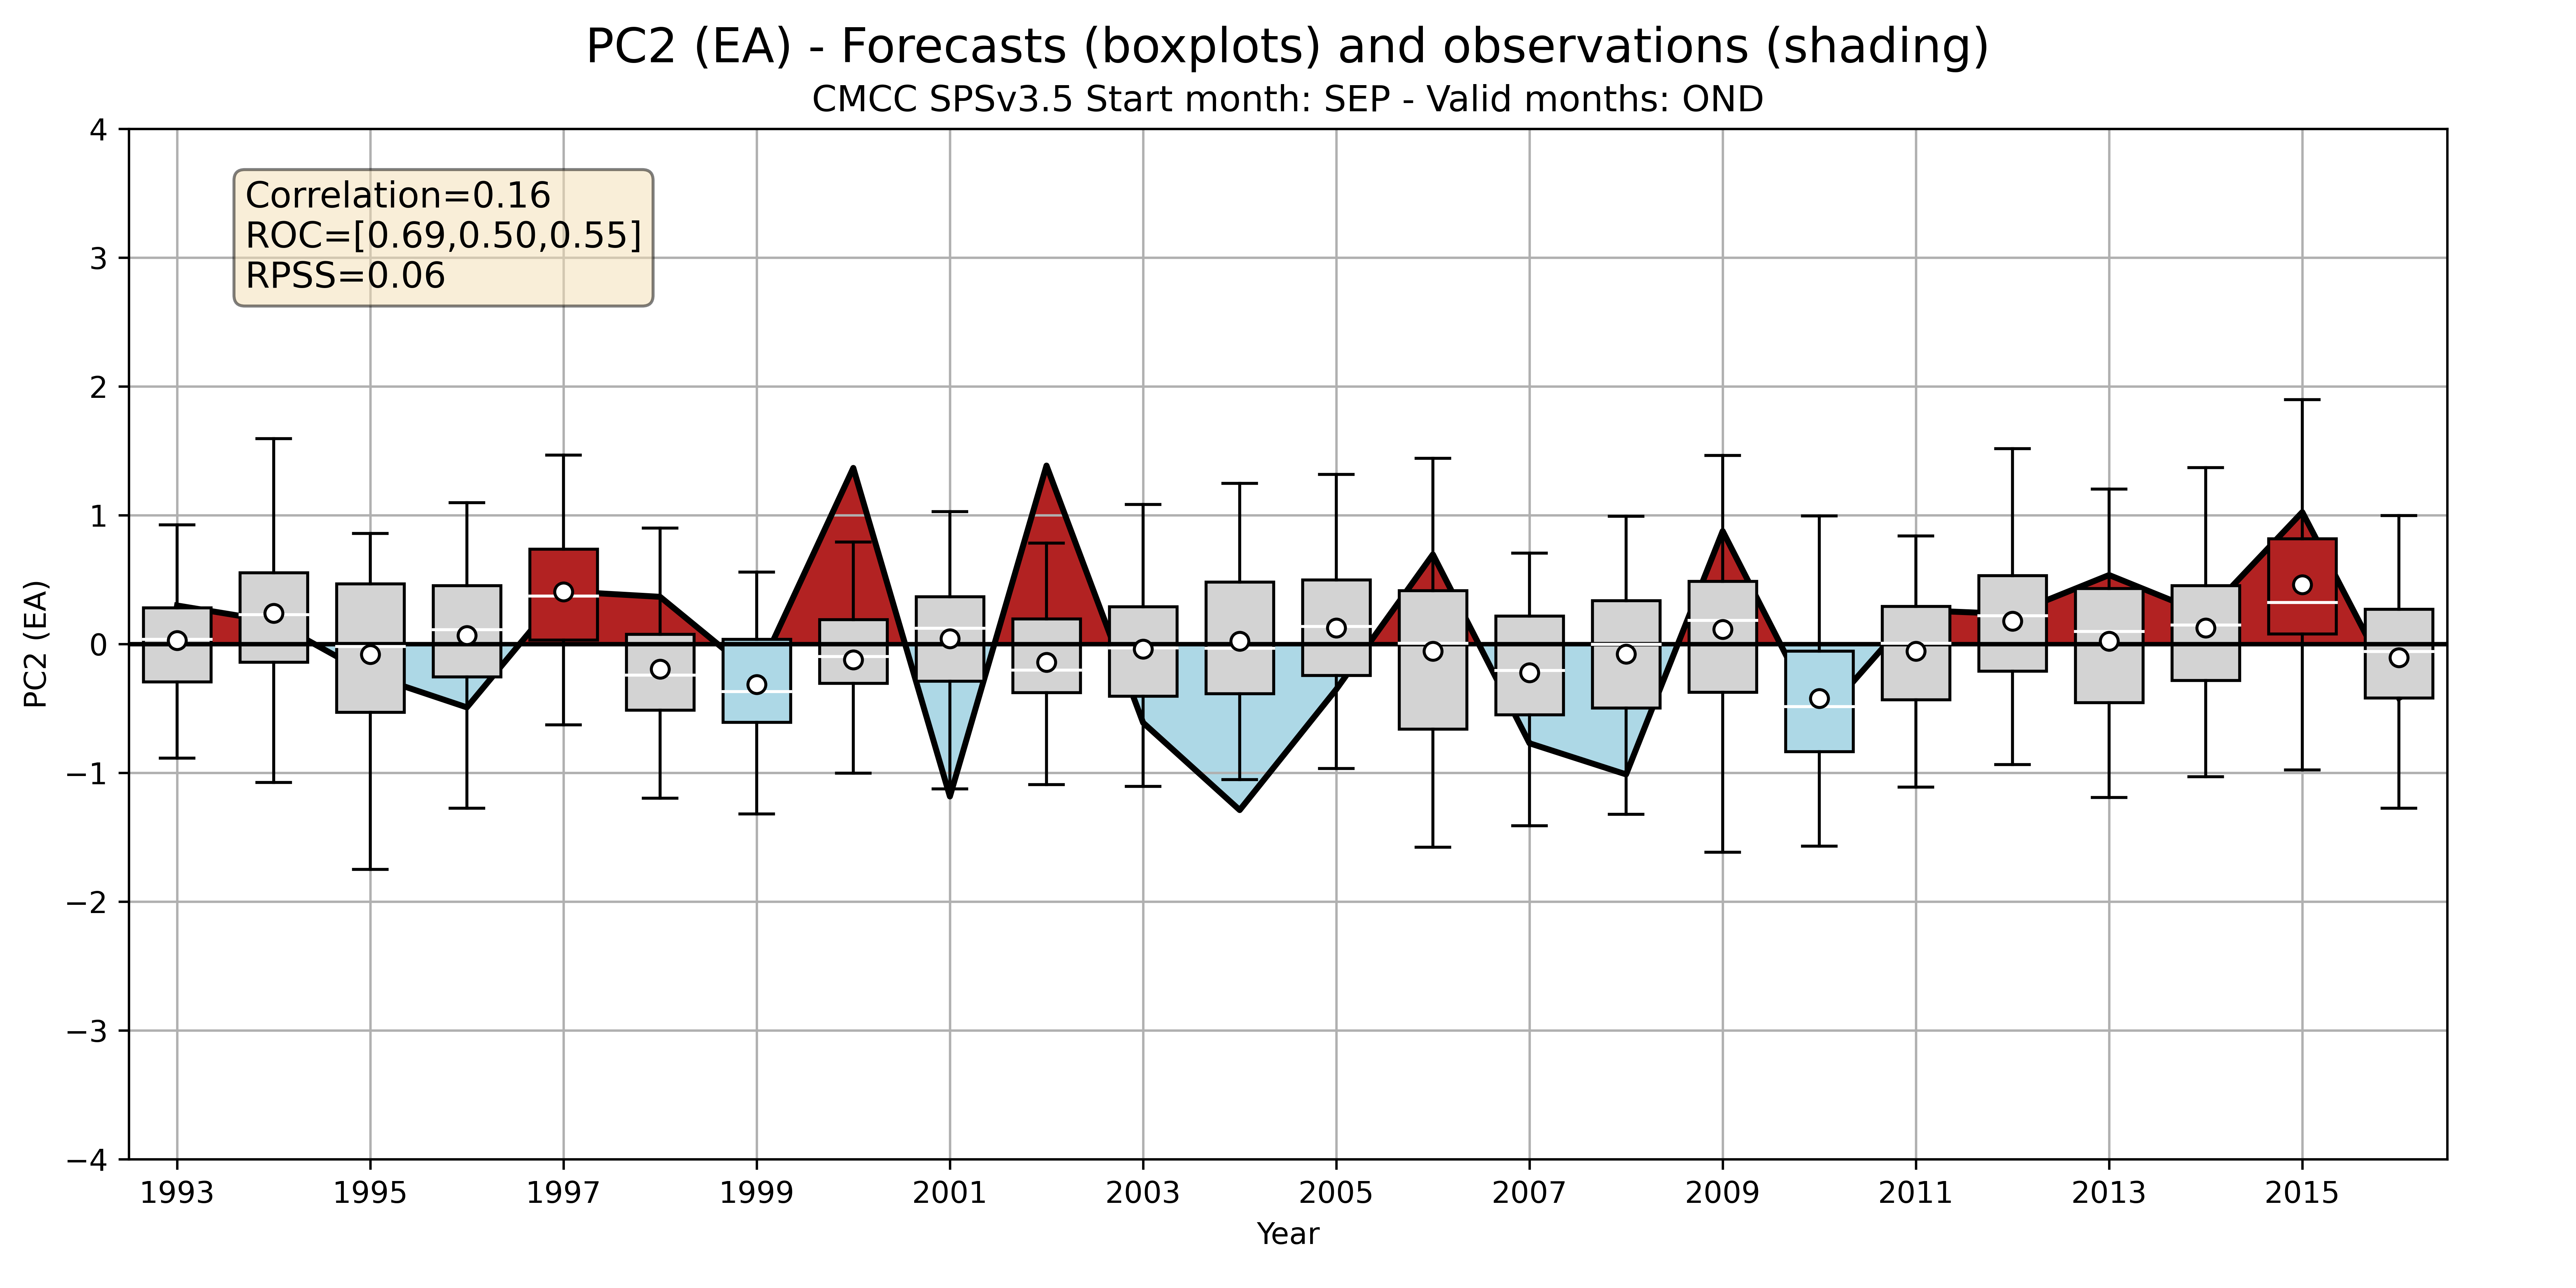 PC2 (EA) - Forecasts (boxplots) and observations (shading)
CMCC SPSv3.5 Start month: SEP - Valid months: OND
Correlation=0.16
ROC=[0.69,0.50,0.55]
RPSS=0.06
PC2 (EA)
4
3
2
1
0
−1
−2
−3
−4
1993 1995 1997 1999 2001 2003 2005 2007 2009 2011 2013 2015
Year